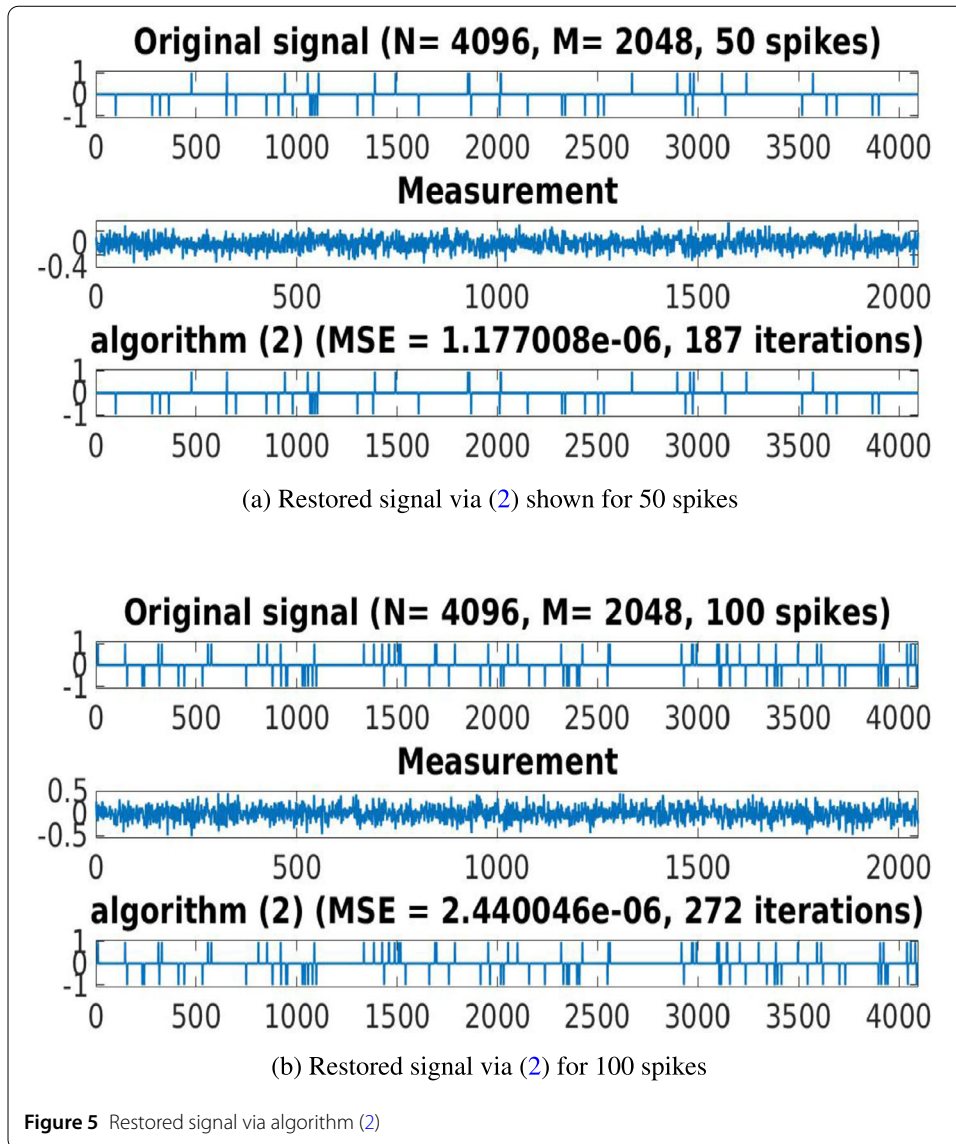 Original signal (N= 4096, M= 2048, 50 spikes)
1
0
-1
0 500 1000 1500 2000 2500 3000 3500 4000
Measurement
0
-0.4
0 500 1000 1500 2000
algorithm (2) (MSE = 1.177008e-06, 187 iterations)
1
0
-1
0 500 1000 1500 2000 2500 3000 3500 4000
(a) Restored signal via (2) shown for 50 spikes
Original signal (N= 4096, M= 2048, 100 spikes)
1
0
-1
0 500 1000 1500 2000 2500 3000 3500 4000
Measurement
0.5
0
-0.5
0 500 1000 1500 2000
algorithm (2) (MSE = 2.440046e-06, 272 iterations)
1
0
-1
0 500 1000 1500 2000 2500 3000 3500 4000
(b) Restored signal via (2) for 100 spikes
Figure 5 Restored signal via algorithm (2)